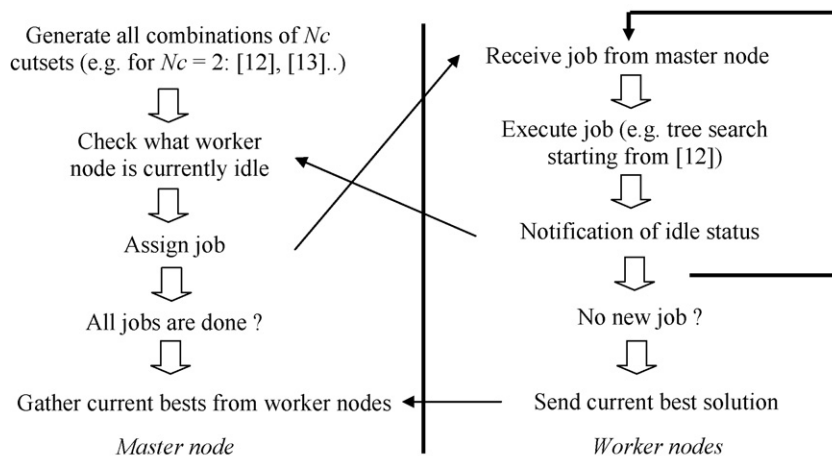 Generate all combinations of Nc
cutsets (e.g. for Nc = 2: [12], [13]..)
Check what worker
node is currently idle
Assign job
All jobs are done ?
Gather current bests from worker nodes
Master node
Receive job from master node
Execute job (e.g. tree search
starting from [12])
Notification of idle status
No new job ?
Send current best solution
Worker nodes